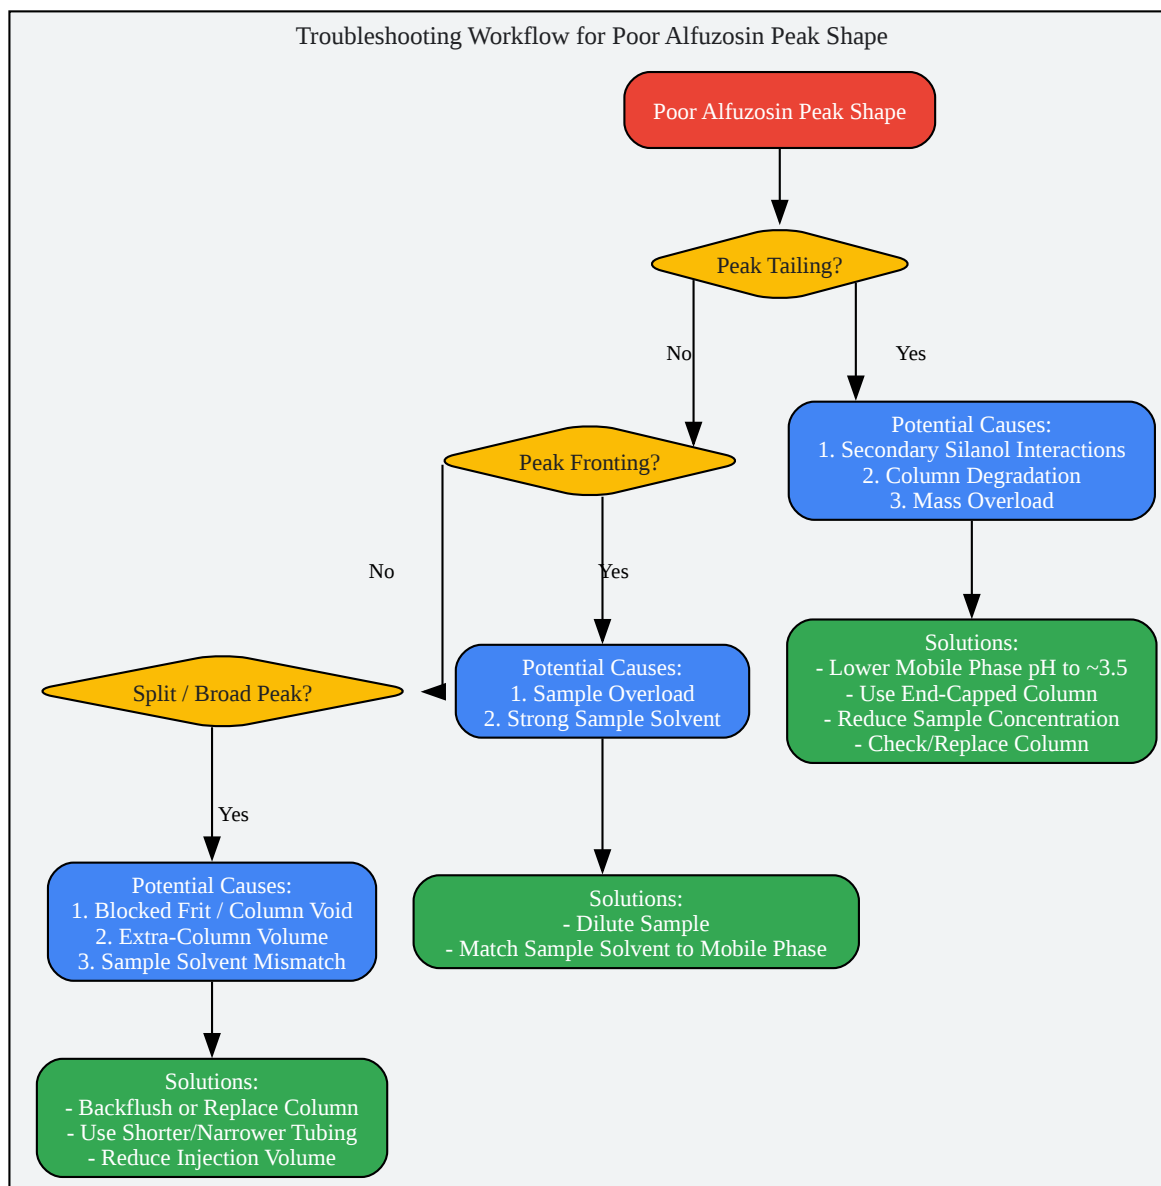 Troubleshooting Workflow for Poor Alfuzosin Peak Shape
Poor Alfuzosin Peak Shape
Peak Tailing?
No
Yes
Potential Causes:
1. Secondary Silanol Interactions
2. Column Degradation
3. Mass Overload
Peak Fronting?
No
Yes
Solutions:
- Lower Mobile Phase pH to ~3.5
- Use End-Capped Column
- Reduce Sample Concentration
- Check/Replace Column
Split / Broad Peak?
Potential Causes:
1. Sample Overload
2. Strong Sample Solvent
Yes
Potential Causes:
1. Blocked Frit / Column Void
2. Extra-Column Volume
3. Sample Solvent Mismatch
Solutions:
- Dilute Sample
- Match Sample Solvent to Mobile Phase
Solutions:
- Backflush or Replace Column
- Use Shorter/Narrower Tubing
- Reduce Injection Volume